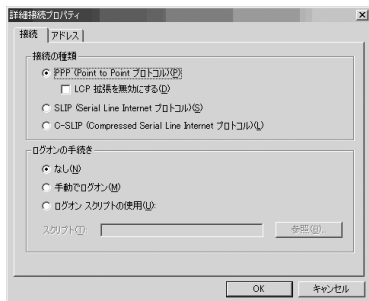 詳細接続プロパティ
接続 アドレス
接続の種類
PPP (Point to Point プロトコル)(P)
LCP 拡張を無効にする(D)
SLIP (Serial Line Internet プロトコル)(S)
C-SLIP (Compressed Serial Line Internet プロトコル)(L)
ログオンの手続き
なし(N)
手動でログオン(M)
ログオン スクリプトの使用(U):
スクリプト(T):
参照(B)...
OK キャンセル